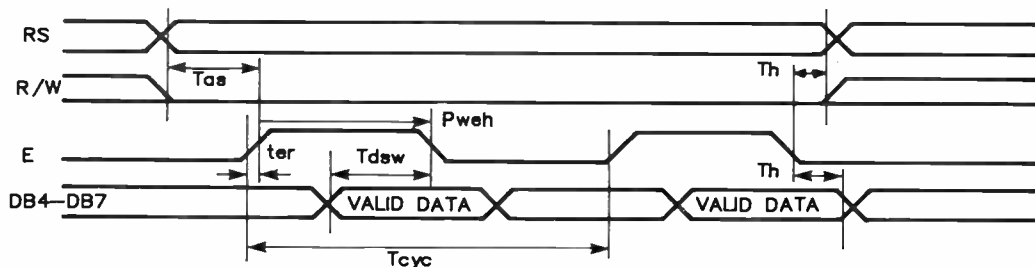 RS
Tas
Th
R/W
Pweh
E
ter
Tdsw
Th
DB4—DB7
VALID DATA
VALID DATA
Tcyc